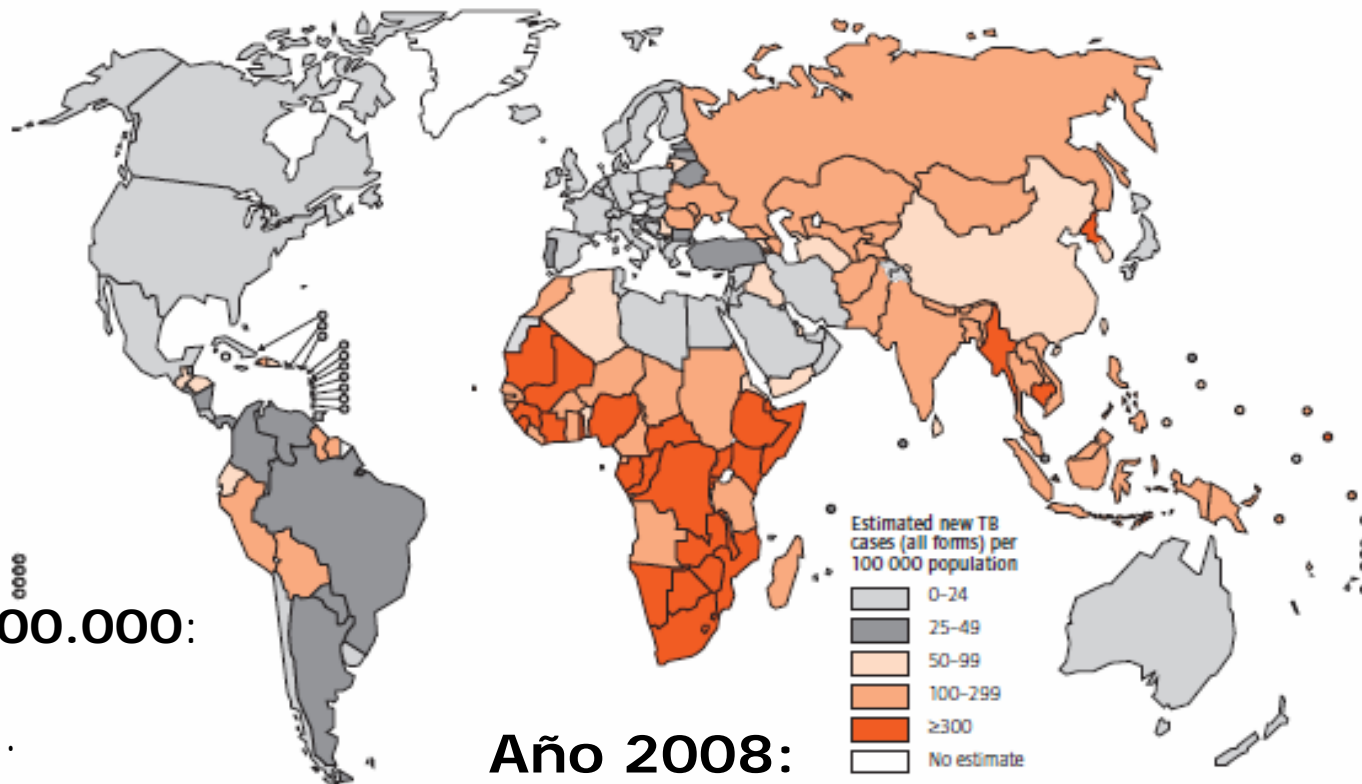 Estimated new TB
cases (all forms) per
100 000 population
0–24
25–49
50–99
100–299
≥300
No estimate
00.000:
.
Año 2008: